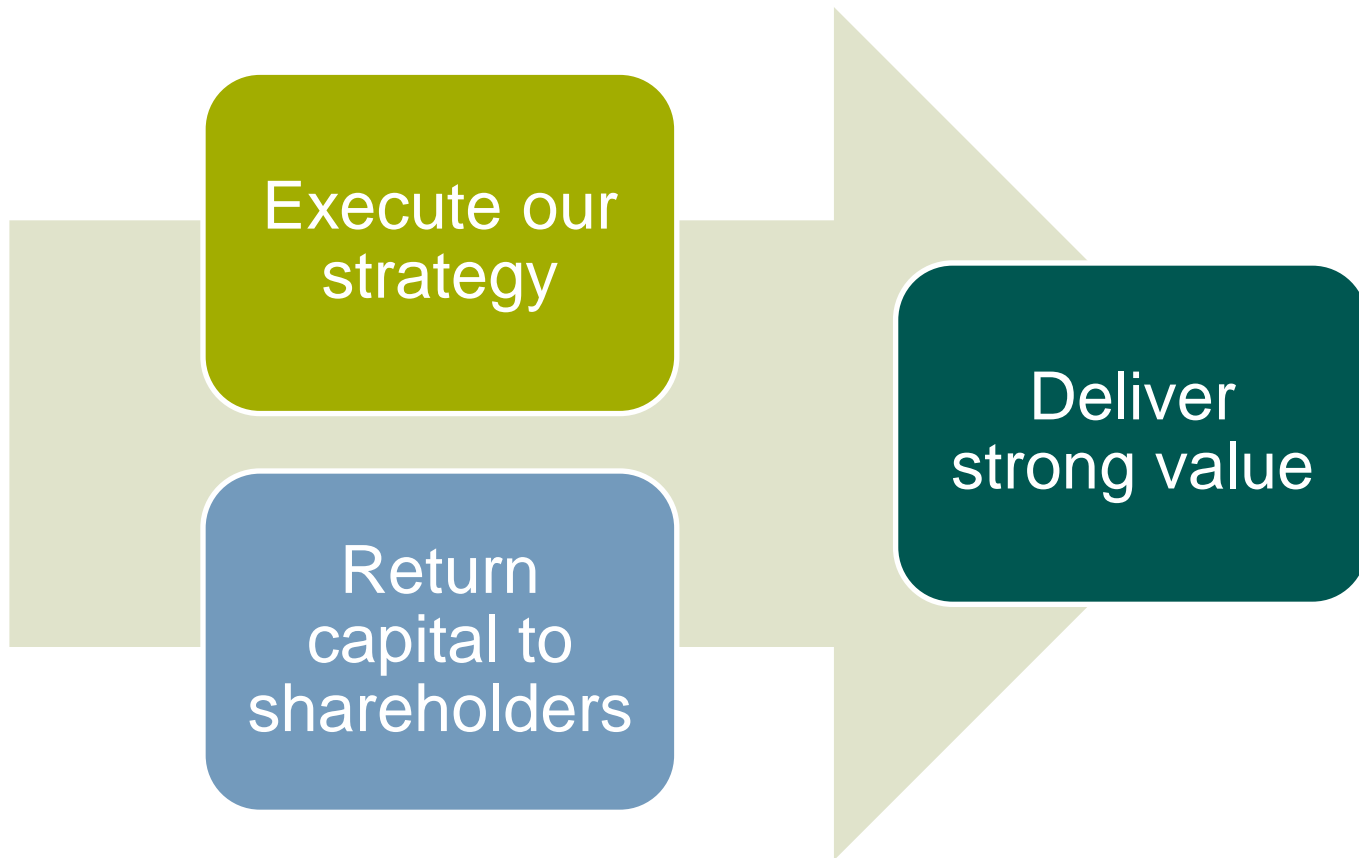 Execute our
strategy
Return
capital to
shareholders
Deliver
strong value